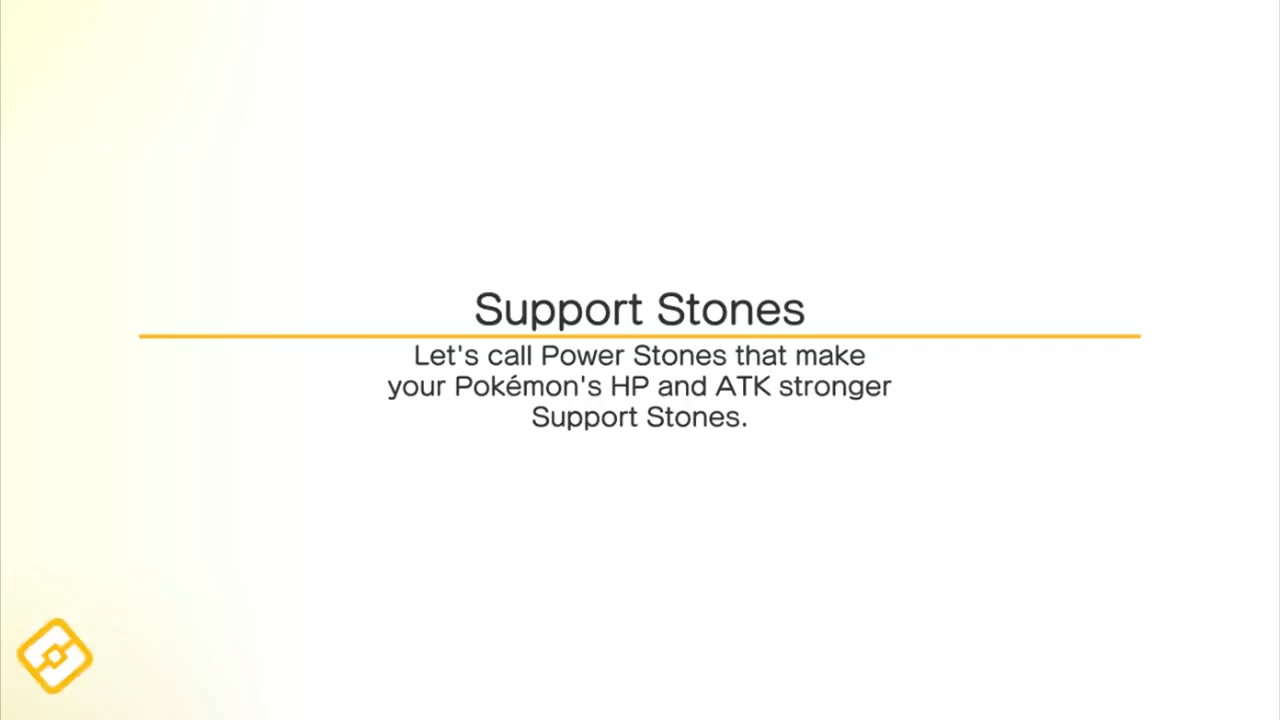 Support Stones
Let's call Power Stones that make
your Pokémon's HP and ATK stronger
Support Stones.